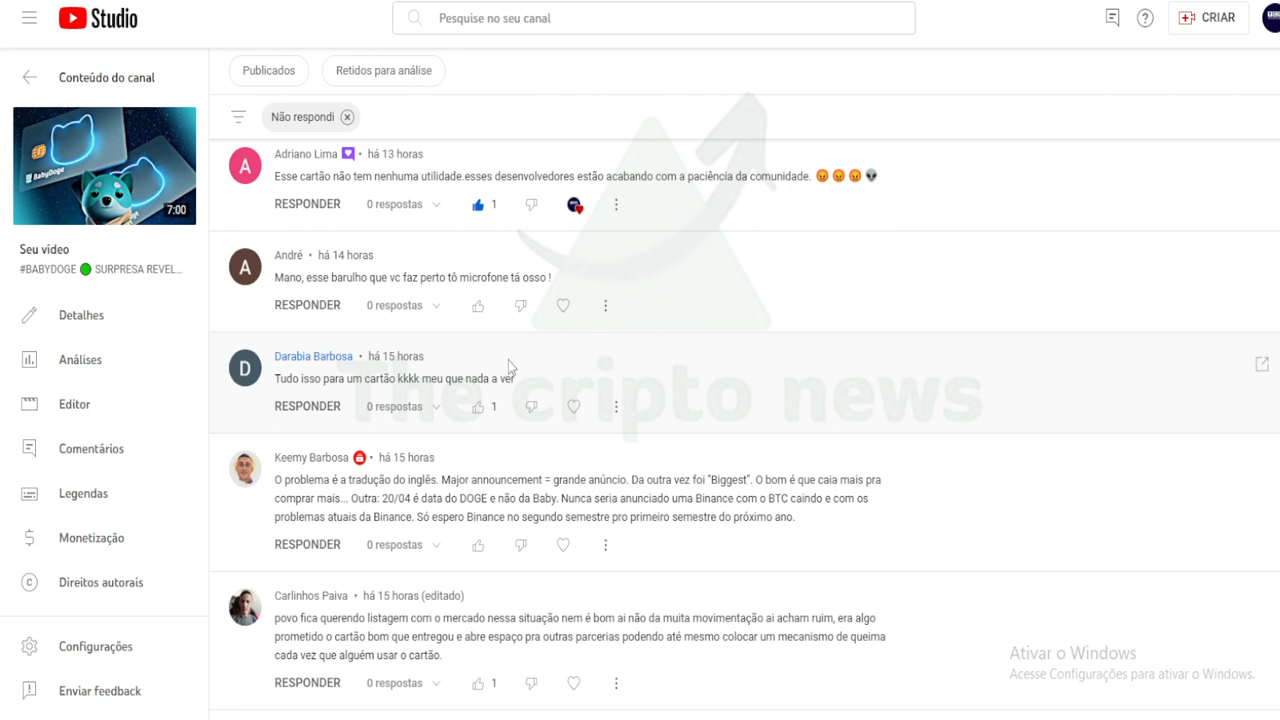 Studio
Pesquise no seu canal
CRIAR
Conteúdo do canal
BabyDoge
7:00
Seu vídeo
#BABYDOGE 🟢 SURPRESA REVEL...
Detalhes
Análises
Editor
Comentários
Legendas
Monetização
Direitos autorais
Configurações
Enviar feedback
Publicados
Retidos para análise
Não respondi
A
Adriano Lima • há 13 horas
Esse cartão não tem nenhuma utilidade.esses desenvolvedores estão acabando com a paciência da comunidade. 😡 😡 😡 👽
RESPONDER 0 respostas 1
A
André • há 14 horas
Mano, esse barulho que vc faz perto tô microfone tá osso !
RESPONDER 0 respostas
D
Darabia Barbosa • há 15 horas
Tudo isso para um cartão kkkk meu que nada a ver
RESPONDER 0 respostas 1
The cripto news
Keemy Barbosa • há 15 horas
O problema é a tradução do inglês. Major announcement = grande anúncio. Da outra vez foi "Biggest". O bom é que caia mais pra
comprar mais... Outra: 20/04 é data do DOGE e não da Baby. Nunca seria anunciado uma Binance com o BTC caindo e com os
problemas atuais da Binance. Só espero Binance no segundo semestre pro primeiro semestre do próximo ano.
RESPONDER 0 respostas
Carlinhos Paiva • há 15 horas (editado)
povo fica querendo listagem com o mercado nessa situação nem é bom ai não da muita movimentação ai acham ruim, era algo
prometido o cartão bom que entregou e abre espaço pra outras parcerias podendo até mesmo colocar um mecanismo de queima
cada vez que alguém usar o cartão.
RESPONDER 0 respostas 1
Ativar o Windows
Acesse Configurações para ativar o Windows.